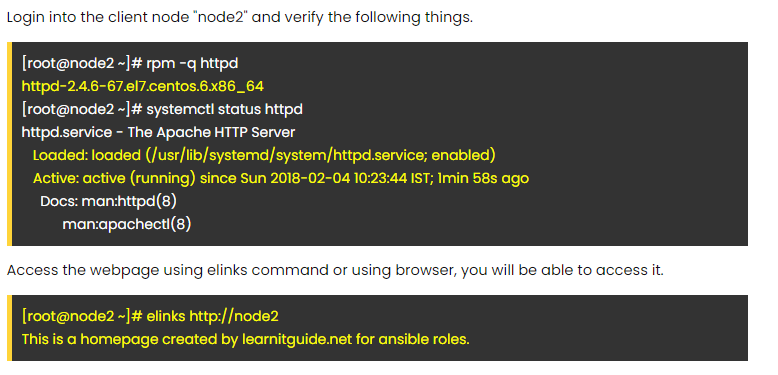 Login into the client node "node2" and verify the following things.
[root@node2 ~]# rpm -q httpd
httpd-2.4.6-67.el7.centos.6.x86_64
[root@node2 ~]# systemctl status httpd
httpd.service - The Apache HTTP Server
Loaded: loaded (/usr/lib/systemd/system/httpd.service; enabled)
Active: active (running) since Sun 2018-02-04 10:23:44 IST; 1min 58s ago
Docs: man:httpd(8)
man:apachectl(8)
Access the webpage using elinks command or using browser, you will be able to access it.
[root@node2 ~]# elinks http://node2
This is a homepage created by learnitguide.net for ansible roles.